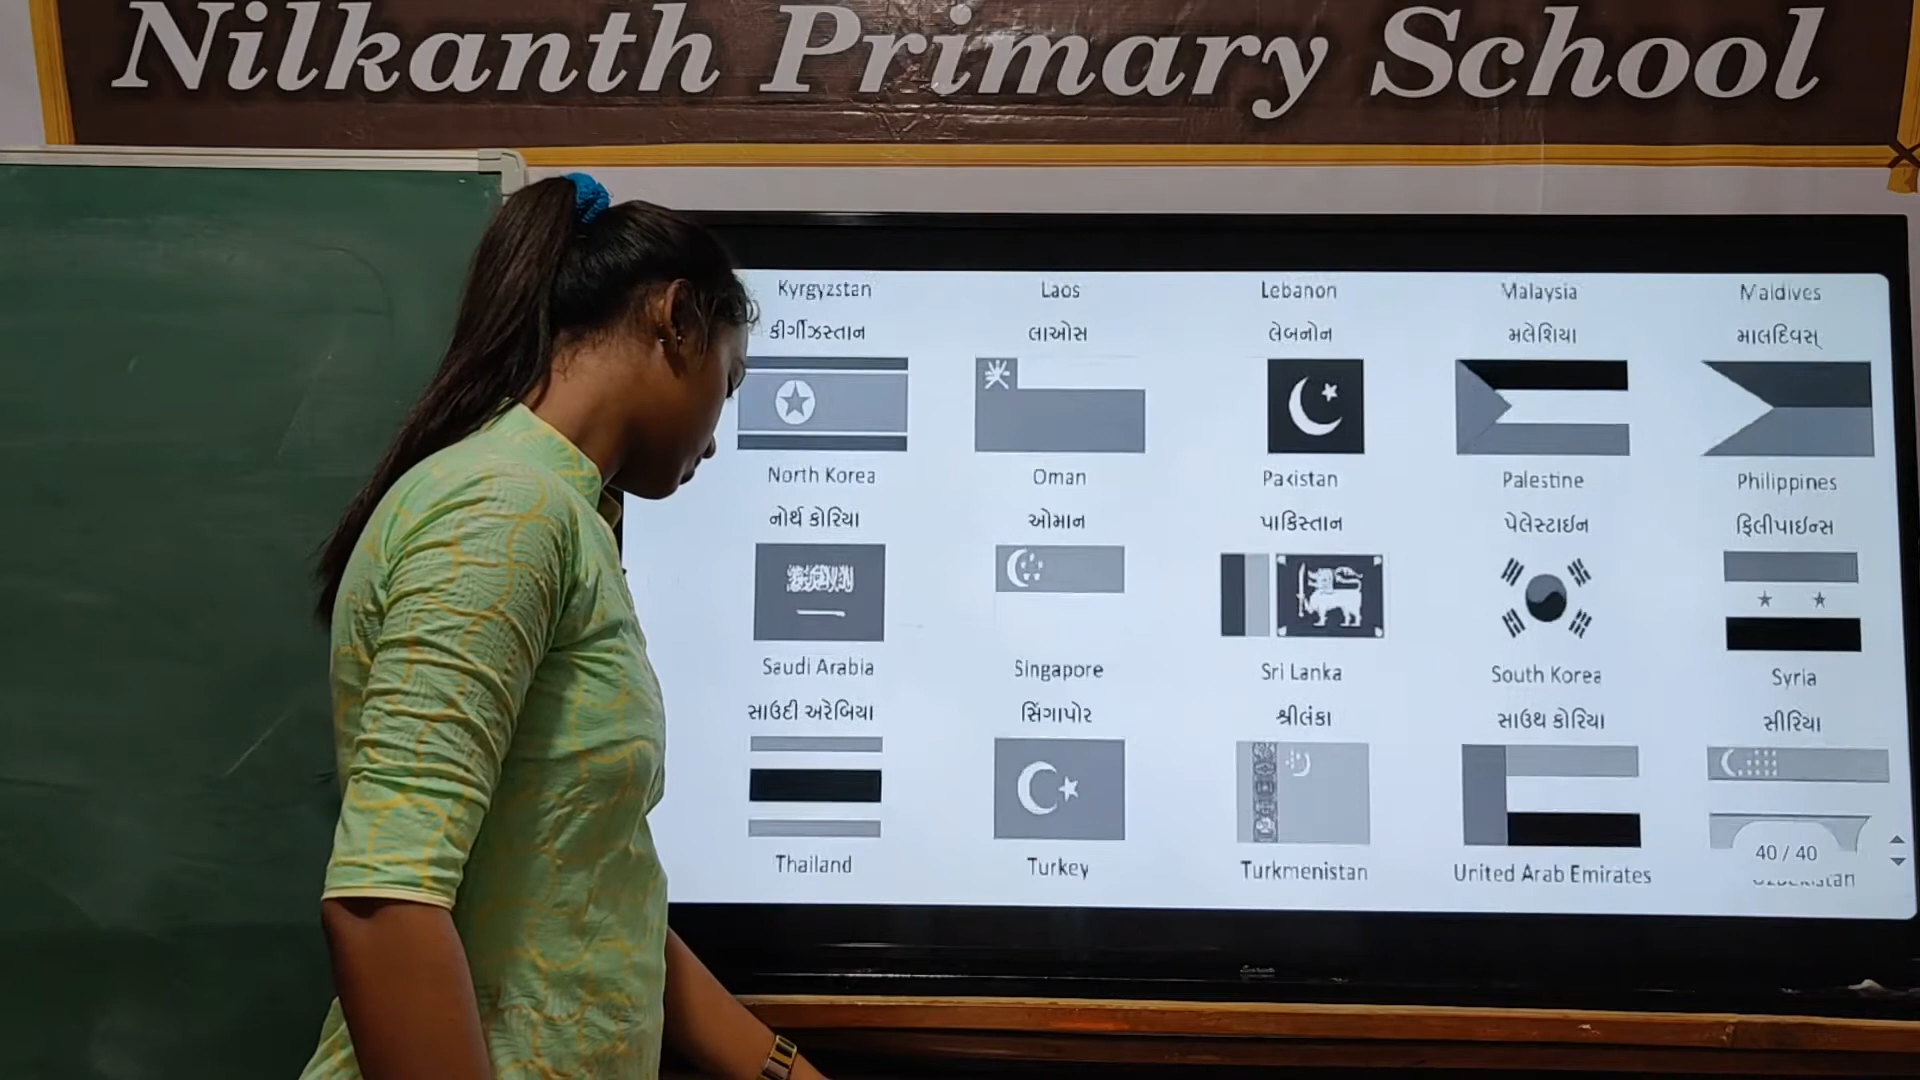 Nilkanth Primary School
Kyrgyzstan Laos Lebanon Malaysia Maldives
કીર્ગીઝસ્તાન લાઓસ લેબનોન મલેશિયા માલદિવસ્
North Korea Oman Pakistan Palestine Philippines
નોર્થ કોરિયા ઓમાન પાકિસ્તાન પેલેસ્ટાઈન ફિલીપાઈન્સ
Saudi Arabia Singapore Sri Lanka South Korea Syria
સાઉદી અરેબિયા સિંગાપોર શ્રીલંકા સાઉથ કોરિયા સીરિયા
40 / 40
Thailand Turkey Turkmenistan United Arab Emirates